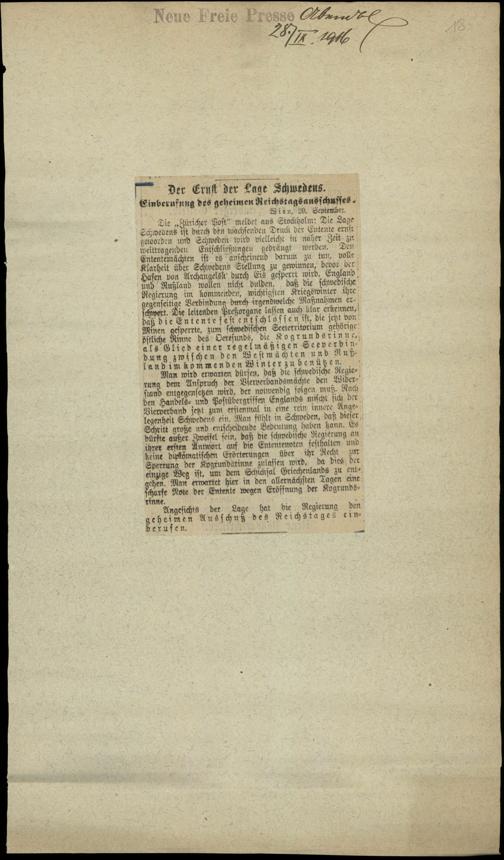 Neue Freie Presse Abendbl
28./IX. 1916
Der Ernst der Lage Schwedens.
Einberufung des geheimen Reichstagsausschusses.
Wien, 20. September.
Die „Züricher Post" meldet aus Stockholm: Die Lage
Schwedens ist durch den wachsenden Druck der Entente ernst
geworden und Schweden wird vielleicht in naher Zeit zu
weittragenden Entschließungen gedrängt werden. Den
Ententemächten ist es anscheinend darum zu tun, volle
Klarheit über Schwedens Stellung zu gewinnen, bevor der
Hafen von Archangelsk durch Eis gesperrt wird. England
und Rußland wollen nicht dulden, daß die schwedische
Regierung im kommenden, wichtigsten Kriegswinter ihre
gegenseitige Verbindung durch irgendwelche Maßnahmen er-
schwert. Die leitenden Preßorgane lassen auch klar erkennen,
daß die Entente fest entschlossen ist, die jetzt von
Minen gesperrte, zum schwedischen Seeterritorium gehörige
östliche Rinne des Oeresunds, die Kogrundsrinne,
als Glied einer regelmäßigen Seeverbin-
dung zwischen den Westmächten und Ruß-
land im kommenden Winter zu benützen.
Man wird erwarten dürfen, daß die schwedische Regie-
rung dem Anspruch der Vierverbandsmächte den Wider-
stand entgegensetzen wird, der notwendig folgen muß. Nach
den Handels- und Postübergriffen Englands mischt sich der
Vierverband jetzt zum erstenmal in eine rein innere Ange-
legenheit Schwedens ein. Man fühlt in Schweden, daß dieser
Schritt große und entscheidende Bedeutung haben kann. Es
dürfte außer Zweifel sein, daß die schwedische Regierung an
ihrer ersten Antwort auf die Ententenoten festhalten und
keine diplomatischen Erörterungen über ihr Recht zur
Sperrung der Kogrundsrinne zulassen wird, da dies der
einzige Weg ist, um dem Schicksal Griechenlands zu ent-
gehen. Man erwartet hier in den allernächsten Tagen eine
scharfe Note der Entente wegen Eröffnung der Kogrunds-
rinne.
Angesichts der Lage hat die Regierung den
geheimen Ausschuß des Reichstages ein-
berufen.